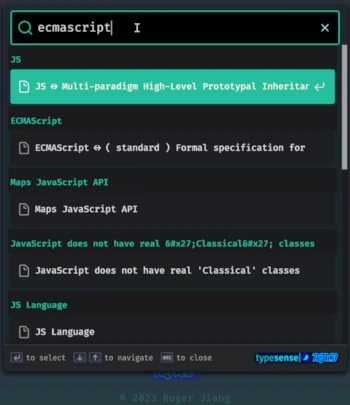 ecmascript
JS
JS ⇔ Multi-paradigm High-Level Prototypal Inheritar
ECMAScript
ECMAScript ⇔ ( standard ) Formal specification for
Maps JavaScript API
Maps JavaScript API
JavaScript does not have real &#x27;Classical&#x27; classes
JavaScript does not have real 'Classical' classes
JS Language
JS Language
to select to navigate esc to close typesense|
© 2023 Roger Jiang